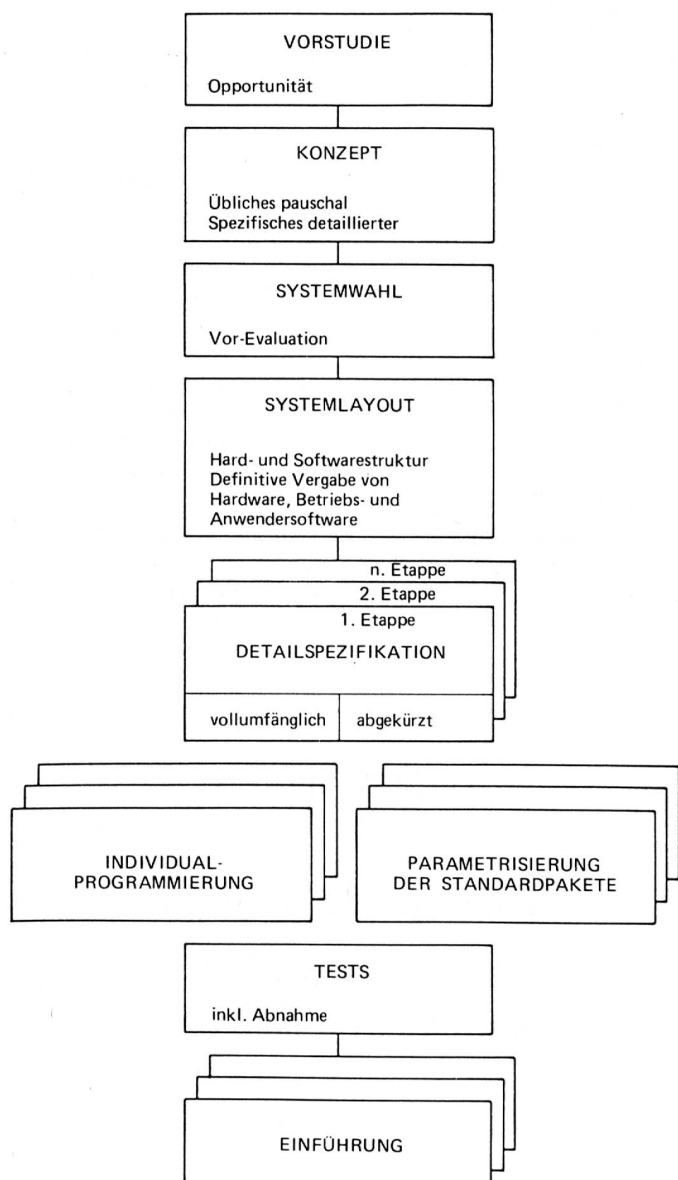 VORSTUDIE
Opportunität
KONZEPT
Übliches pauschal
Spezifisches detaillierter
SYSTEMWAHL
Vor-Evaluation
SYSTEMLAYOUT
Hard- und Softwarestruktur
Definitive Vergabe von
Hardware, Betriebs- und
Anwendersoftware
n. Etappe
2. Etappe
1. Etappe
DETAILSPEZIFIKATION
vollumfänglich
abgekürzt
INDIVIDUAL-
PROGRAMMIERUNG
PARAMETRISIERUNG
DER STANDARDPAKETE
TESTS
inkl. Abnahme
EINFÜHRUNG